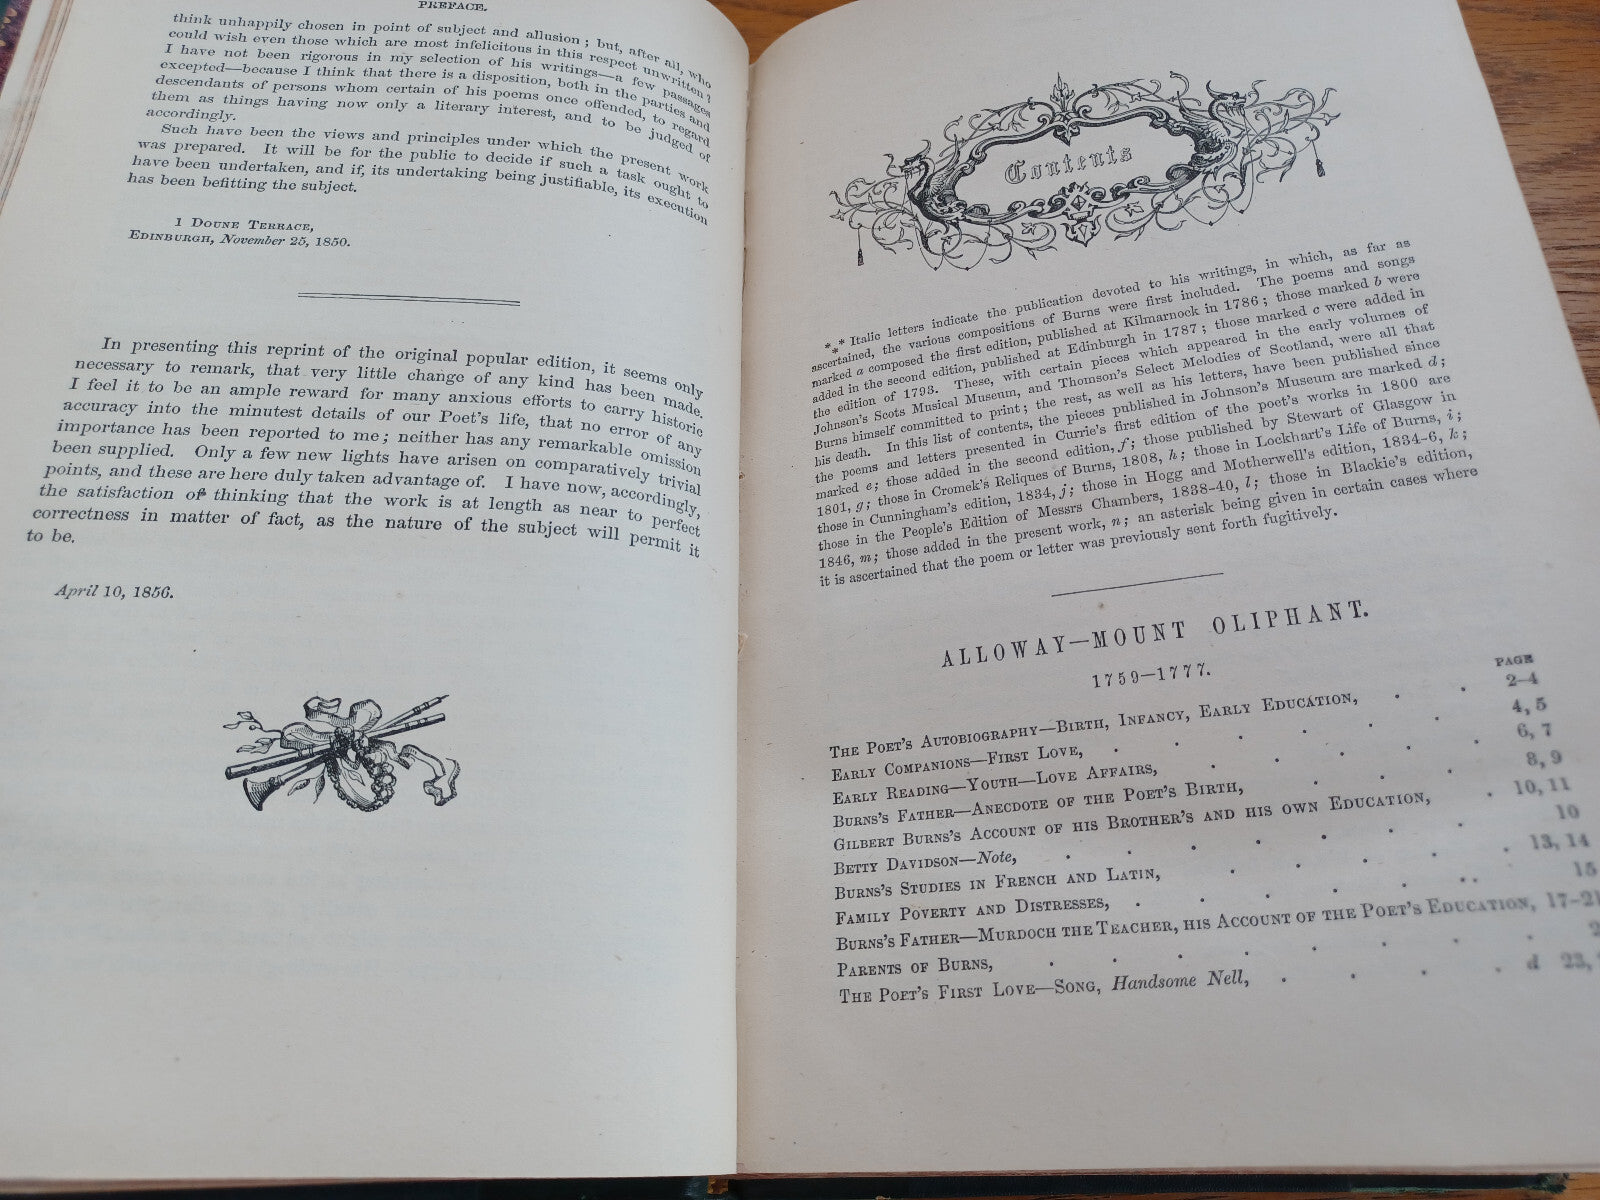 PREFACE.
think unhappily chosen in point of subject and allusion; but, after all, who
could wish even those which are most infelicitous in this respect unwritten?
I have not been rigorous in my selection of his writings—a few passages
excepted—because I think that there is a disposition, both in the parties and
descendants of persons whom certain of his poems once offended, to regard
them as things having now only a literary interest, and to be judged of
accordingly.
Such have been the views and principles under which the present work
was prepared. It will be for the public to decide if such a task ought to
have been undertaken, and if, its undertaking being justifiable, its execution
has been befitting the subject.
1 DOUNE TERRACE,
EDINBURGH, November 25, 1850.
In presenting this reprint of the original popular edition, it seems only
necessary to remark, that very little change of any kind has been made.
I feel it to be an ample reward for many anxious efforts to carry historic
accuracy into the minutest details of our Poet's life, that no error of any
importance has been reported to me; neither has any remarkable omission
been supplied. Only a few new lights have arisen on comparatively trivial
points, and these are here duly taken advantage of. I have now, accordingly,
the satisfaction of thinking that the work is at length as near to perfect
correctness in matter of fact, as the nature of the subject will permit it
to be.
April 10, 1856.
Contents
*** Italic letters indicate the publication devoted to his writings, in which, as far as
ascertained, the various compositions of Burns were first included. The poems and songs
marked a composed the first edition, published at Kilmarnock in 1786; those marked b were
added in the second edition, published at Edinburgh in 1787; those marked c were added in
the edition of 1793. These, with certain pieces which appeared in the early volumes of
Johnson's Scots Musical Museum, and Thomson's Select Melodies of Scotland, were all that
Burns himself committed to print; the rest, as well as his letters, have been published since
his death. In this list of contents, the pieces published in Johnson's Museum are marked d;
the poems and letters presented in Currie's first edition of the poet's works in 1800 are
marked e; those added in the second edition, f; those published by Stewart of Glasgow in
1801, g; those in Cromek's Reliques of Burns, 1808, h; those in Lockhart's Life of Burns, i;
those in Cunningham's edition, 1834, j; those in Hogg and Motherwell's edition, 1834-6, k;
those in the People's Edition of Messrs Chambers, 1838-40, l; those in Blackie's edition,
1846, m; those added in the present work, n; an asterisk being given in certain cases where
it is ascertained that the poem or letter was previously sent forth fugitively.
ALLOWAY—MOUNT OLIPHANT.
1759—1777.
PAGE
THE POET'S AUTOBIOGRAPHY—BIRTH, INFANCY, EARLY EDUCATION, . . 2-4
EARLY COMPANIONS—FIRST LOVE, . . . . . . 4, 5
EARLY READING—YOUTH—LOVE AFFAIRS, . . . . . 6, 7
BURNS'S FATHER—ANECDOTE OF THE POET'S BIRTH, . . . 8, 9
GILBERT BURNS'S ACCOUNT OF HIS BROTHER'S AND HIS OWN EDUCATION, . 10, 11
BETTY DAVIDSON—Note, . . . . . . . 10
BURNS'S STUDIES IN FRENCH AND LATIN, . . . . . 13, 14
FAMILY POVERTY AND DISTRESSES, . . . . . . 15
BURNS'S FATHER—MURDOCH THE TEACHER, HIS ACCOUNT OF THE POET'S EDUCATION, 17-21
PARENTS OF BURNS, . . . . . . . .
THE POET'S FIRST LOVE—SONG, Handsome Nell, . . . . d 23,